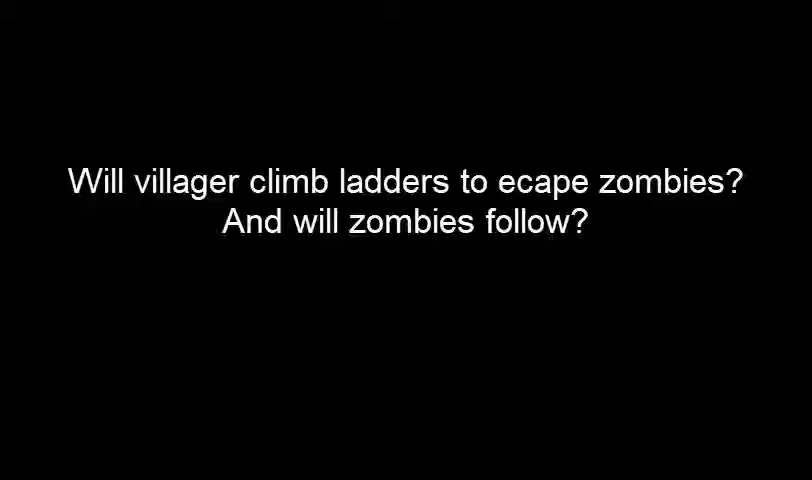 Will villager climb ladders to ecape zombies?
And will zombies follow?